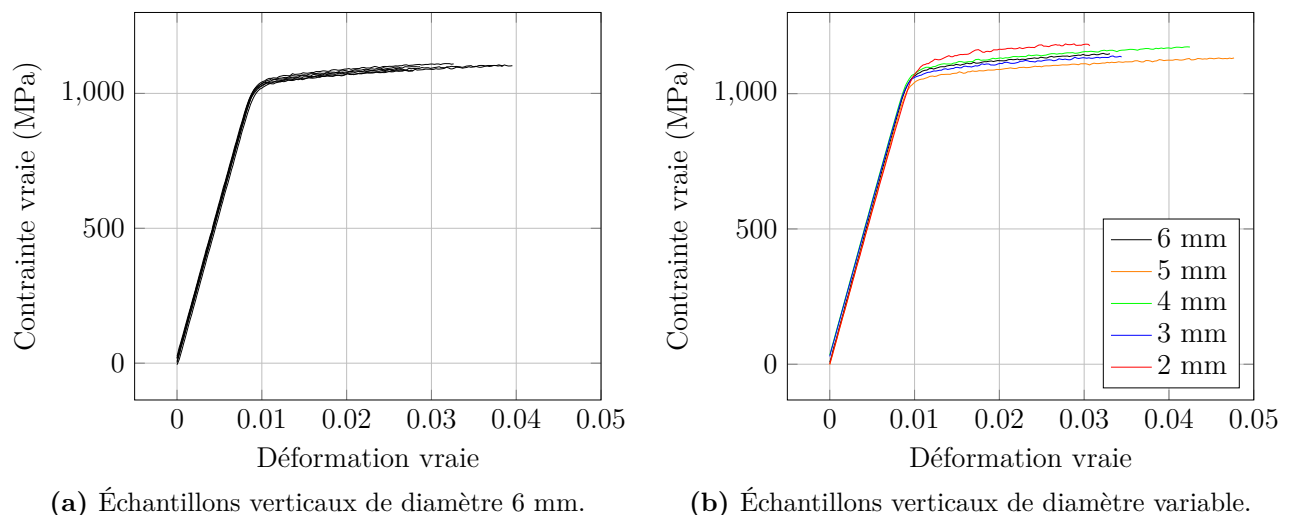 1,000
500
0
Contrainte vraie (MPa)
0 0.01 0.02 0.03 0.04 0.05
Déformation vraie
(a) Échantillons verticaux de diamètre 6 mm.
1,000
500
0
Contrainte vraie (MPa)
6 mm
5 mm
4 mm
3 mm
2 mm
0 0.01 0.02 0.03 0.04 0.05
Déformation vraie
(b) Échantillons verticaux de diamètre variable.